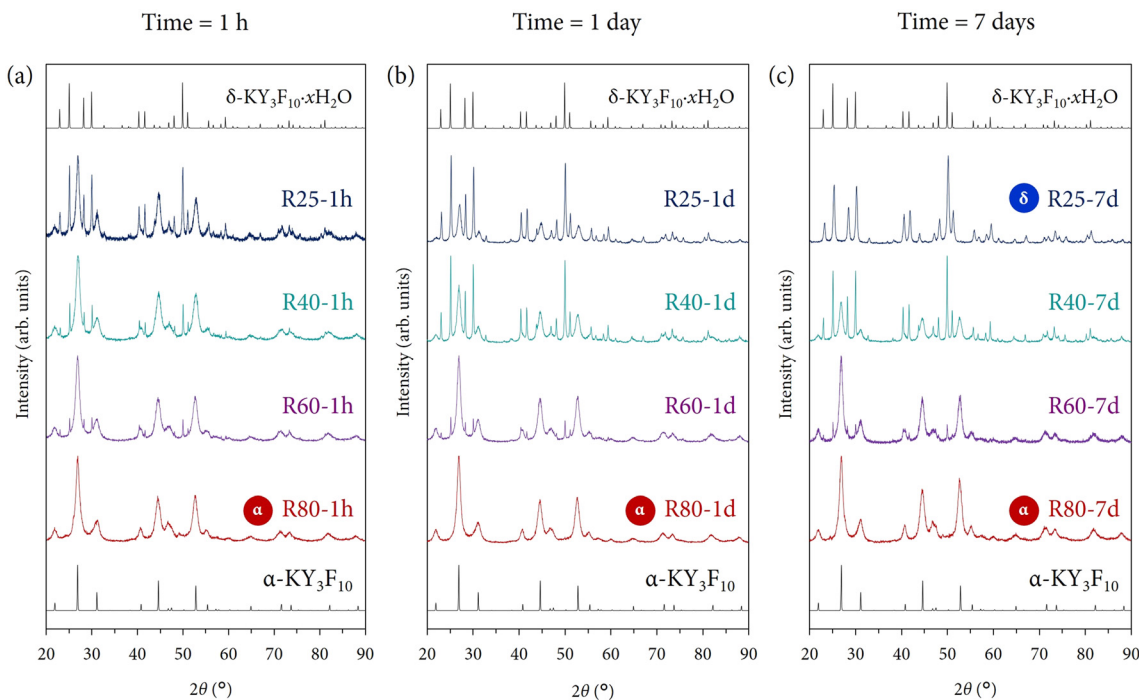 Time = 1 h
Time = 1 day
Time = 7 days
(a)
δ-KY₃F₁₀·xH₂O
R25-1h
R40-1h
R60-1h
α R80-1h
α-KY₃F₁₀
Intensity (arb. units)
20 30 40 50 60 70 80 90
2θ (°)
(b)
δ-KY₃F₁₀·xH₂O
R25-1d
R40-1d
R60-1d
α R80-1d
α-KY₃F₁₀
Intensity (arb. units)
20 30 40 50 60 70 80 90
2θ (°)
(c)
δ-KY₃F₁₀·xH₂O
δ R25-7d
R40-7d
R60-7d
α R80-7d
α-KY₃F₁₀
Intensity (arb. units)
20 30 40 50 60 70 80 90
2θ (°)